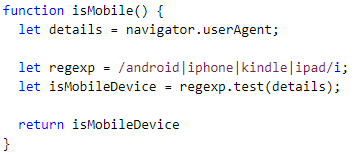 function isMobile() {
  let details = navigator.userAgent;

  let regexp = /android|iphone|kindle|ipad/i;
  let isMobileDevice = regexp.test(details);

  return isMobileDevice
}